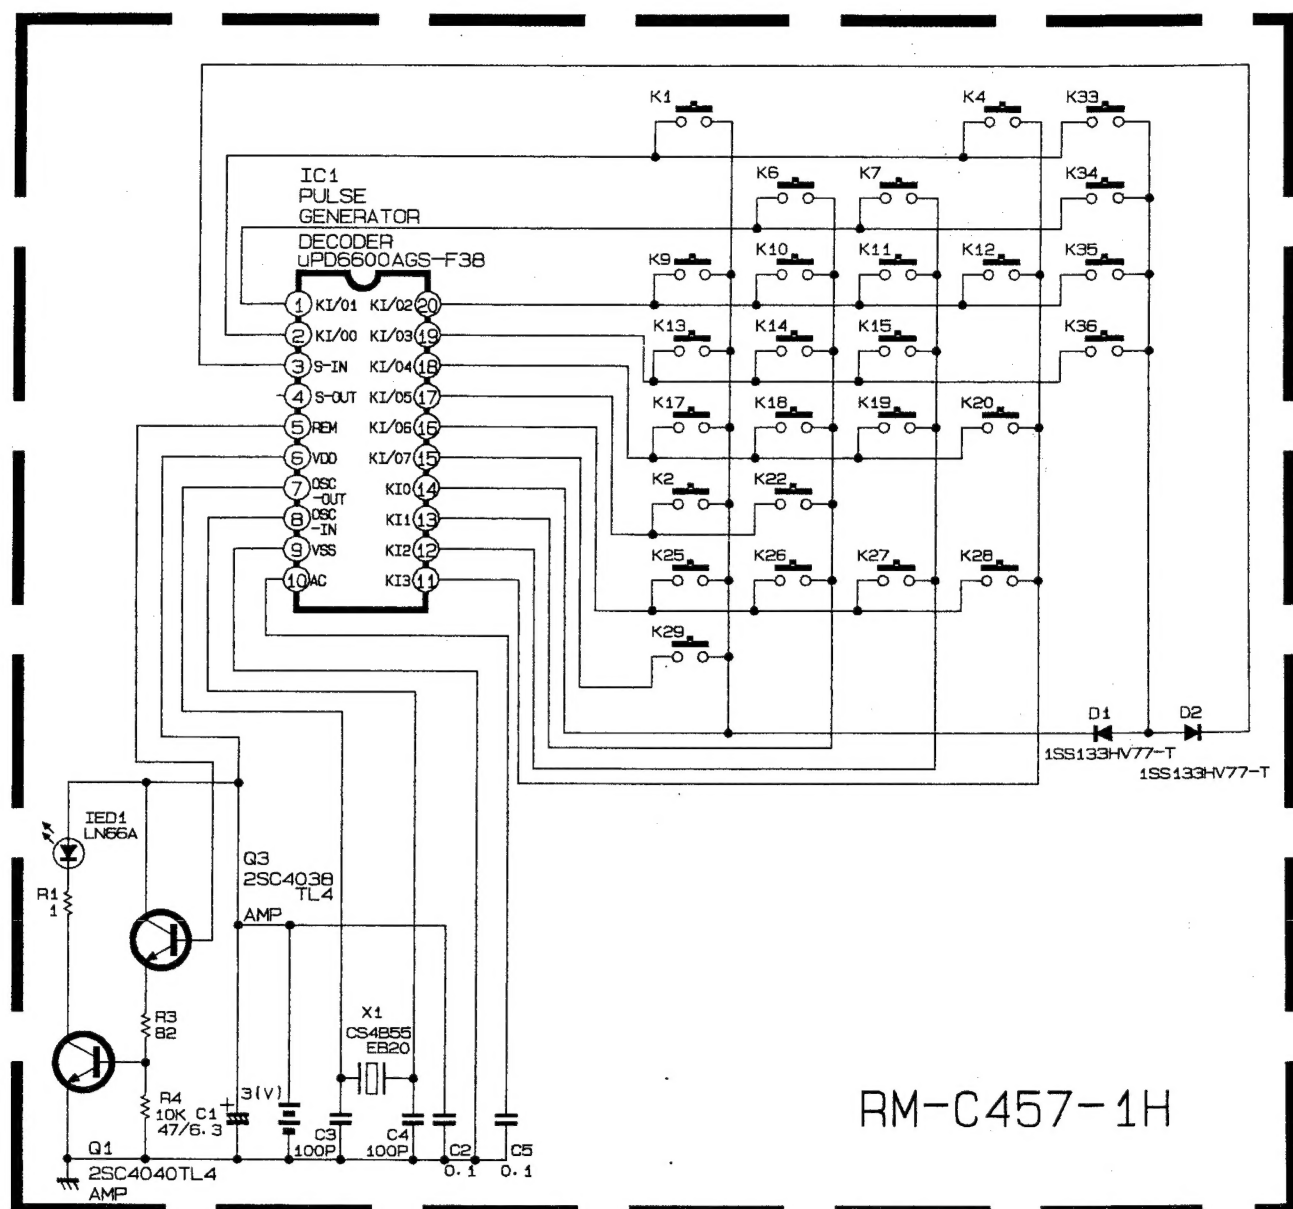 K1
K4
K33
IC1
PULSE
GENERATOR
DECODER
uPD6600AGS-F38
K6
K7
K34
K9
K10
K11
K12
K35
K13
K14
K15
K36
K17
K18
K19
K20
K2
K22
K25
K26
K27
K28
K29
1 KI/01 KI/02 20
2 KI/00 KI/03 19
3 S-IN KI/04 18
4 S-OUT KI/05 17
5 REM KI/06 16
6 VDD KI/07 15
7 OSC-OUT KI0 14
8 OSC-IN KI1 13
9 VSS KI2 12
10 AC KI3 11
D1
1SS133HV77-T
D2
1SS133HV77-T
IED1
LN66A
R1
1
Q3
2SC4038
TL4
AMP
R3
82
X1
CS4B55
EB20
R4
10K
C1
+
47/6.3
3(V)
C3
100P
C4
100P
C2
0.1
C5
0.1
Q1
2SC4040TL4
AMP
RM-C457-1H